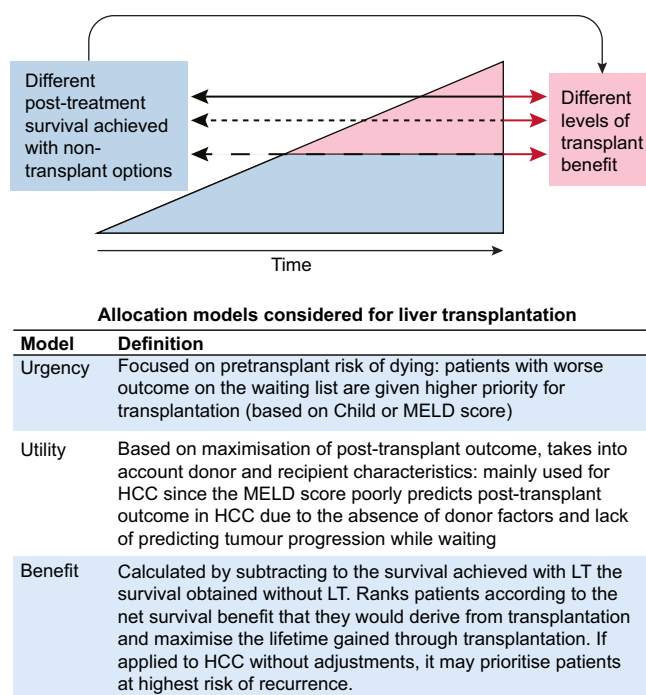 Different
post-treatment
survival achieved
with non-
transplant options
Different
levels of
transplant
benefit
Time
Allocation models considered for liver transplantation
Model Definition
Urgency Focused on pretransplant risk of dying: patients with worse
outcome on the waiting list are given higher priority for
transplantation (based on Child or MELD score)
Utility Based on maximisation of post-transplant outcome, takes into
account donor and recipient characteristics: mainly used for
HCC since the MELD score poorly predicts post-transplant
outcome in HCC due to the absence of donor factors and lack
of predicting tumour progression while waiting
Benefit Calculated by subtracting to the survival achieved with LT the
survival obtained without LT. Ranks patients according to the
net survival benefit that they would derive from transplantation
and maximise the lifetime gained through transplantation. If
applied to HCC without adjustments, it may prioritise patients
at highest risk of recurrence.